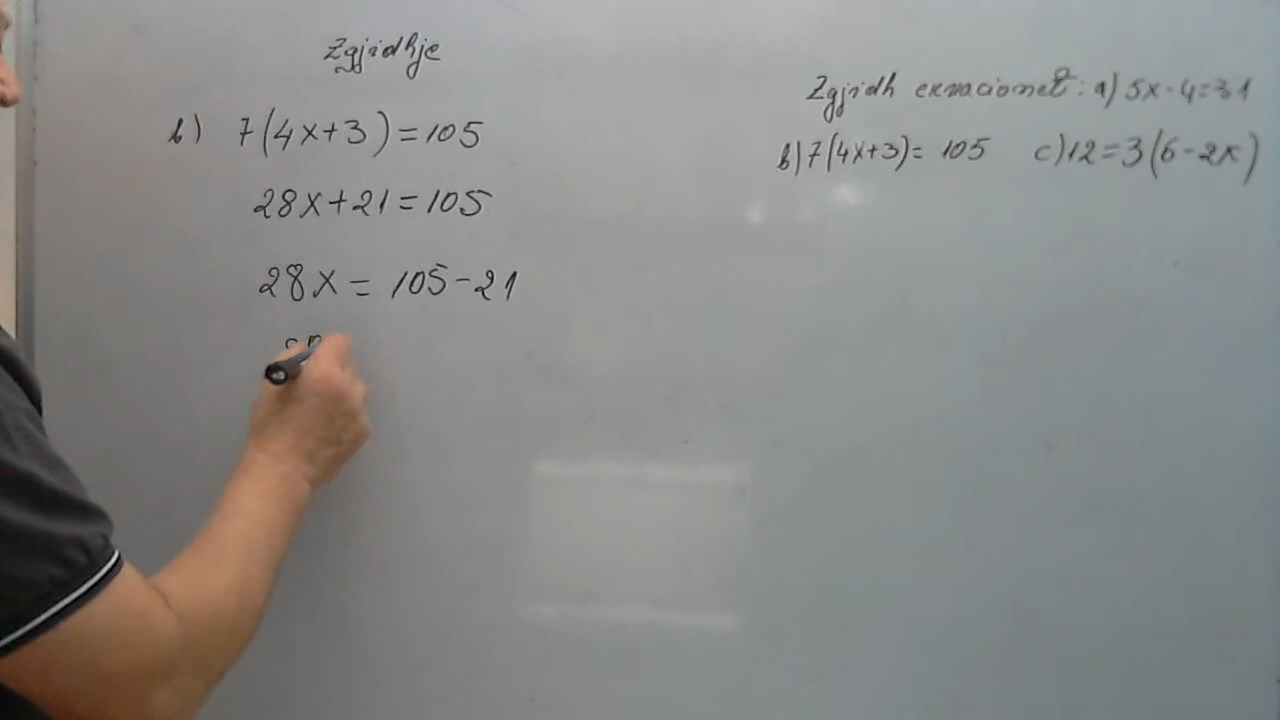 Zgjidhje
b) 7(4x+3)=105
28x+21=105
28x = 105-21
Zgjidh ekuacionet: a) 5x-4=31
b) 7(4x+3)= 105 c) 12=3(6-2x)